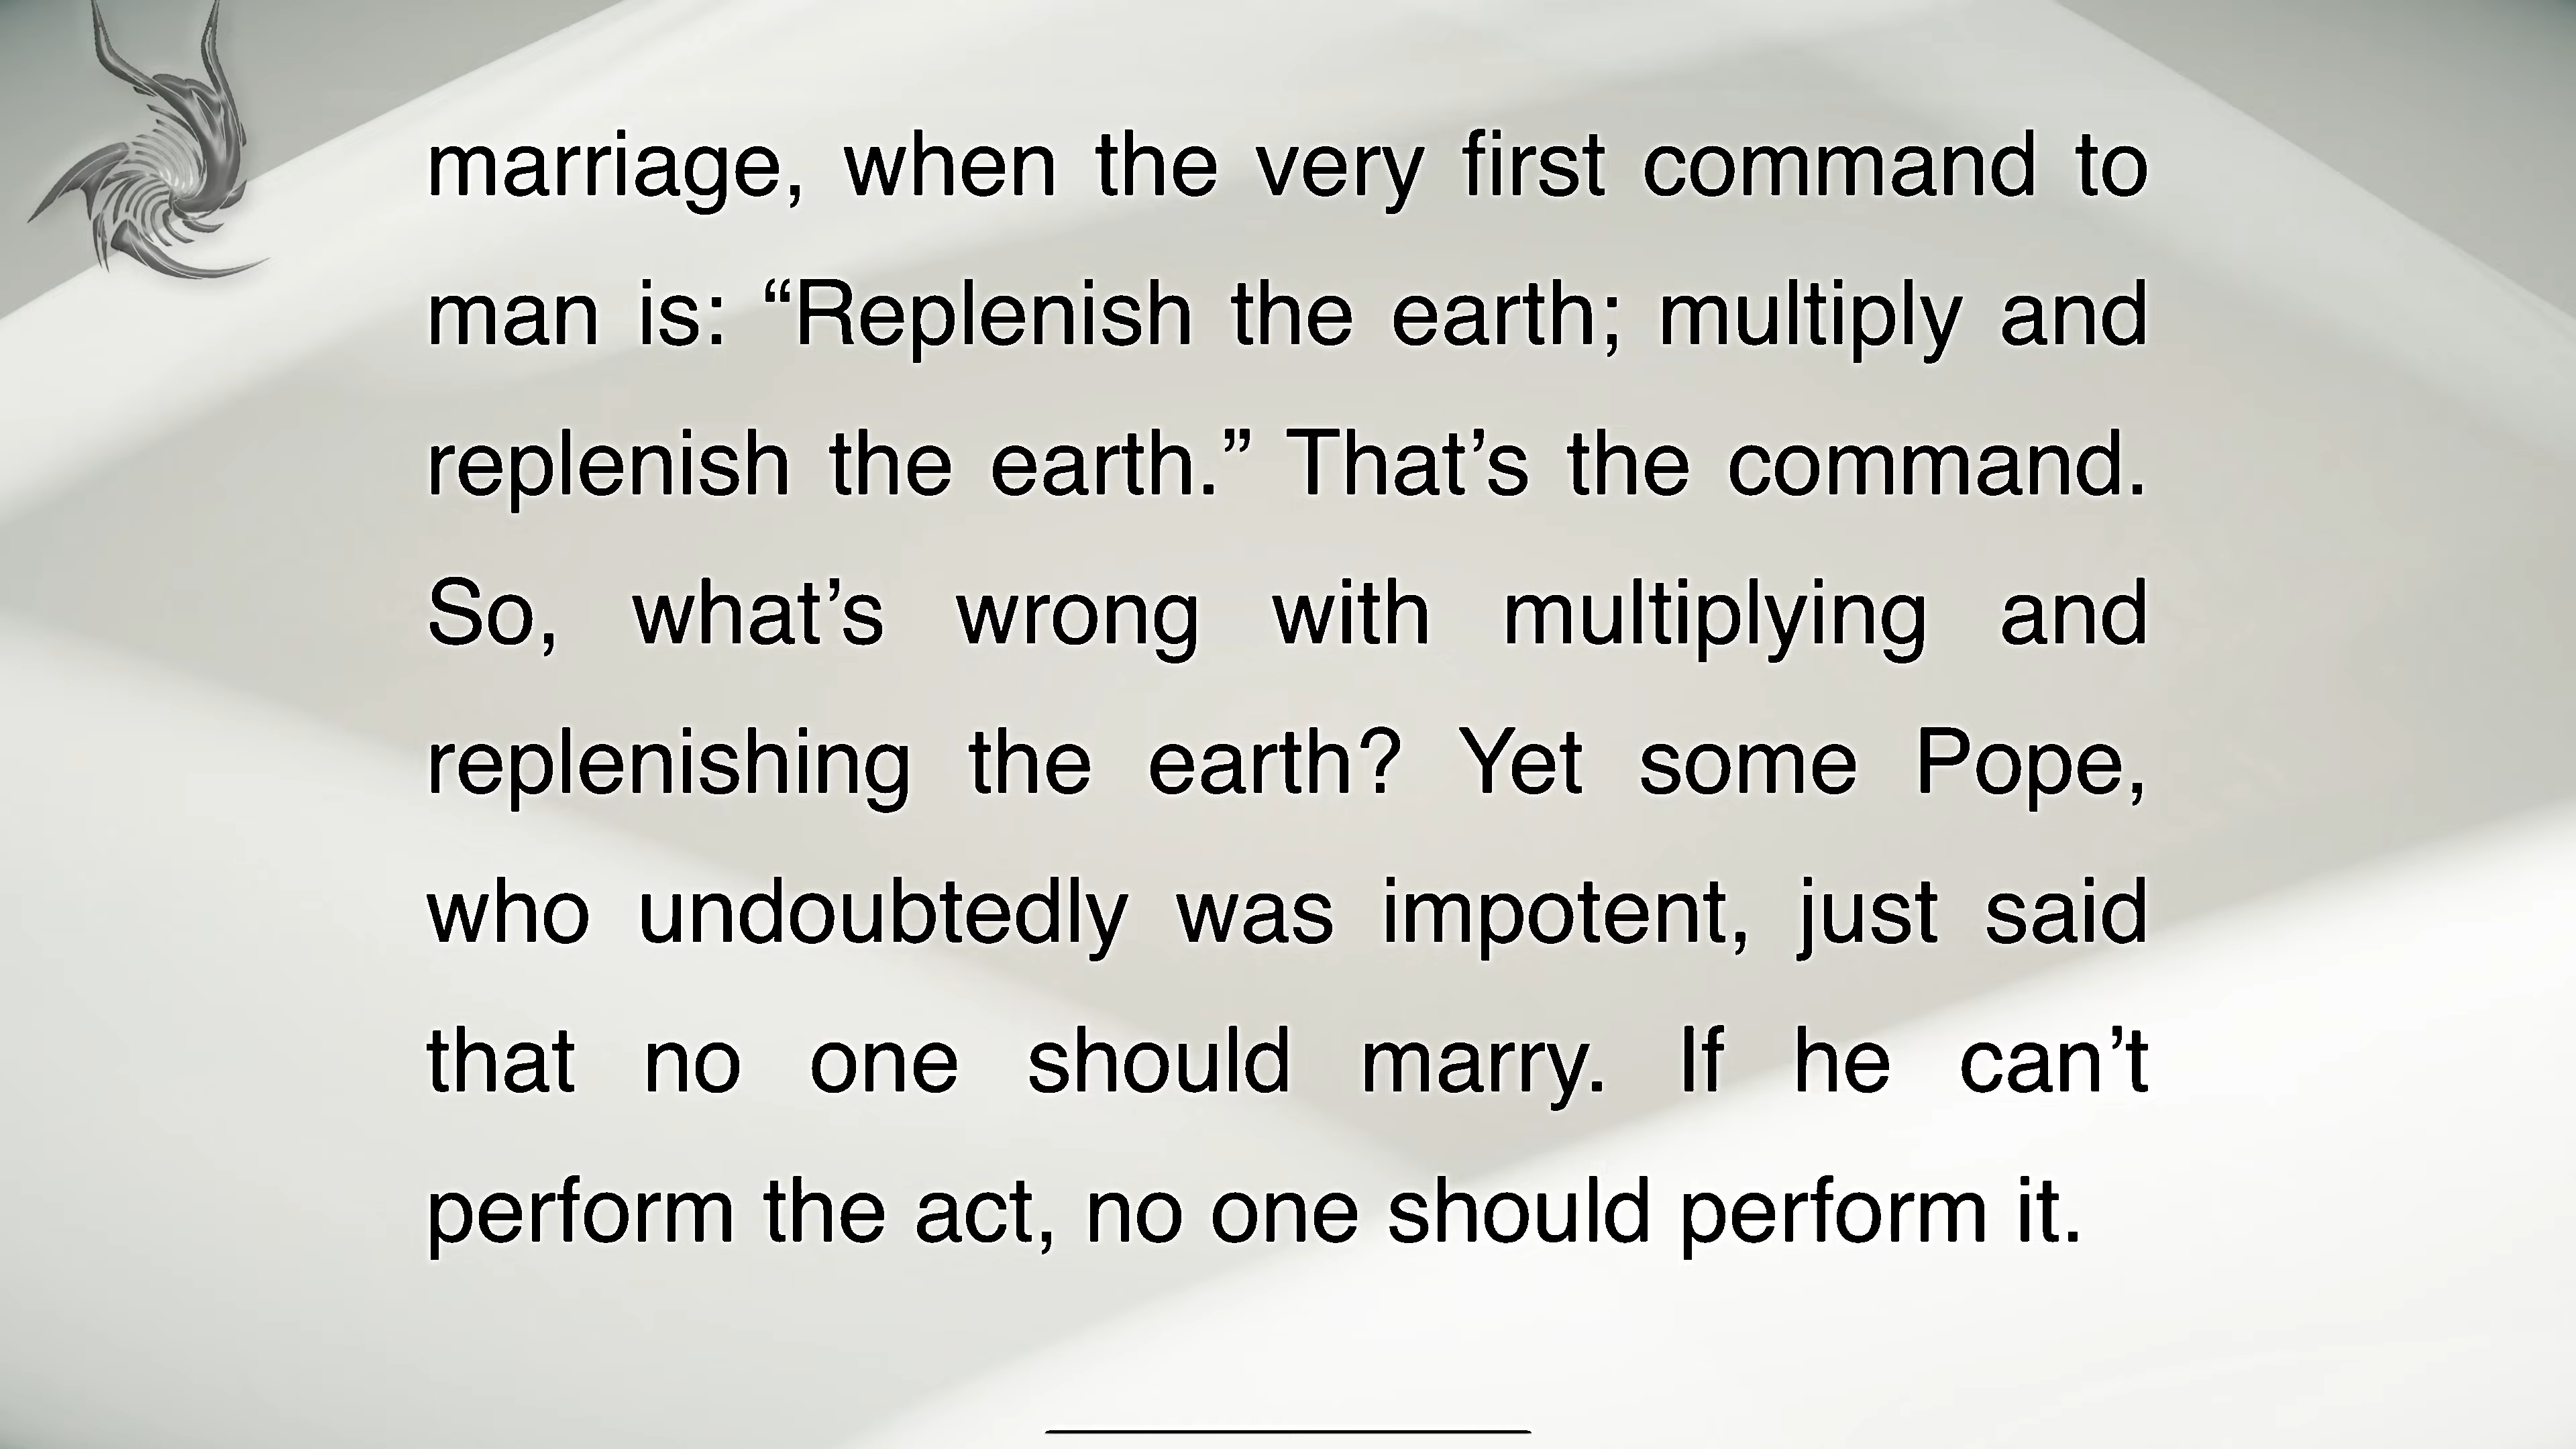 marriage, when the very first command to
man is: “Replenish the earth; multiply and
replenish the earth.” That’s the command.
So, what’s wrong with multiplying and
replenishing the earth? Yet some Pope,
who undoubtedly was impotent, just said
that no one should marry. If he can’t
perform the act, no one should perform it.